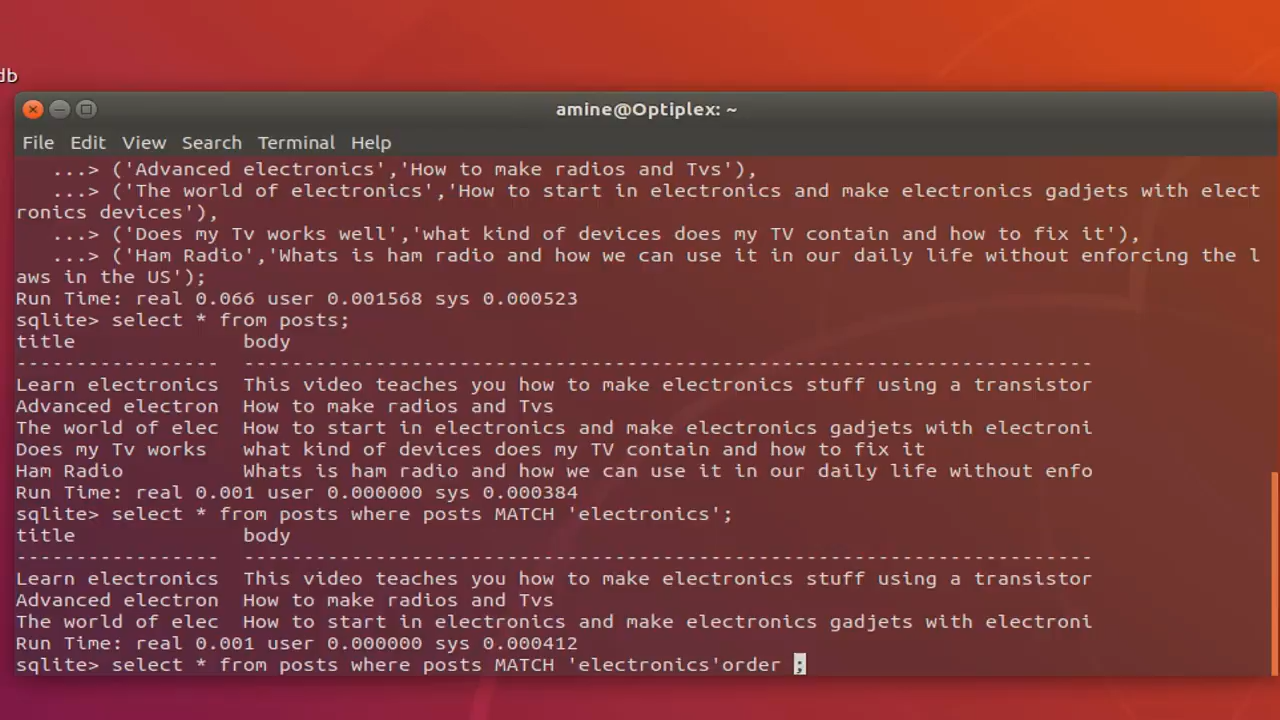 db
amine@Optiplex: ~
File Edit View Search Terminal Help
...> ('Advanced electronics','How to make radios and Tvs'),
...> ('The world of electronics','How to start in electronics and make electronics gadjets with elect
ronics devices'),
...> ('Does my Tv works well','what kind of devices does my TV contain and how to fix it'),
...> ('Ham Radio','Whats is ham radio and how we can use it in our daily life without enforcing the l
aws in the US');
Run Time: real 0.066 user 0.001568 sys 0.000523
sqlite> select * from posts;
title body
---------------- -----------------------------------------------------------------------
Learn electronics This video teaches you how to make electronics stuff using a transistor
Advanced electron How to make radios and Tvs
The world of elec How to start in electronics and make electronics gadjets with electroni
Does my Tv works what kind of devices does my TV contain and how to fix it
Ham Radio Whats is ham radio and how we can use it in our daily life without enfo
Run Time: real 0.001 user 0.000000 sys 0.000384
sqlite> select * from posts where posts MATCH 'electronics';
title body
---------------- -----------------------------------------------------------------------
Learn electronics This video teaches you how to make electronics stuff using a transistor
Advanced electron How to make radios and Tvs
The world of elec How to start in electronics and make electronics gadjets with electroni
Run Time: real 0.001 user 0.000000 sys 0.000412
sqlite> select * from posts where posts MATCH 'electronics'order ;